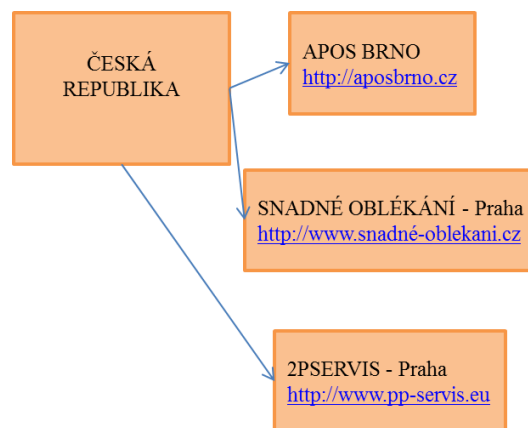 ČESKÁ
REPUBLIKA
APOS BRNO
http://aposbrno.cz
SNADNÉ OBLÉKÁNÍ - Praha
http://www.snadné-oblekani.cz
2PSERVIS - Praha
http://www.pp-servis.eu